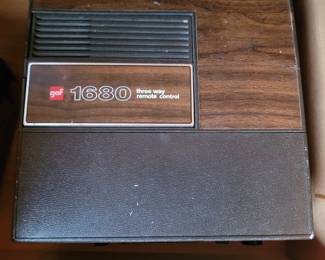 gaf 1680 three way
remote control